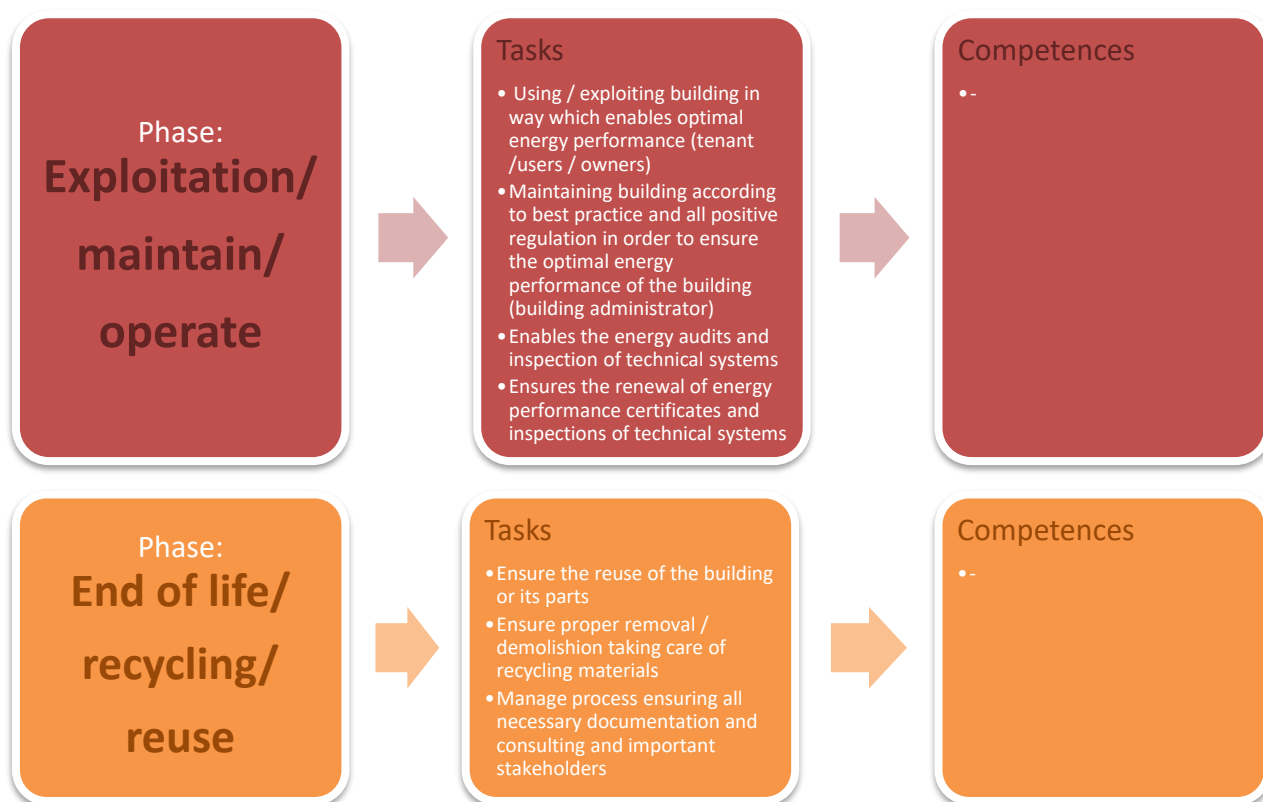 Phase:
Exploitation/
maintain/
operate
Tasks
• Using / exploiting building in
way which enables optimal
energy performance (tenant
/users / owners)
•Maintaining building according
to best practice and all positive
regulation in order to ensure
the optimal energy
performance of the building
(building administrator)
•Enables the energy audits and
inspection of technical systems
•Ensures the renewal of energy
performance certificates and
inspections of technical systems
Competences
•-
Phase:
End of life/
recycling/
reuse
Tasks
•Ensure the reuse of the building
or its parts
•Ensure proper removal /
demolishion taking care of
recycling materials
•Manage process ensuring all
necessary documentation and
consulting and important
stakeholders
Competences
•-